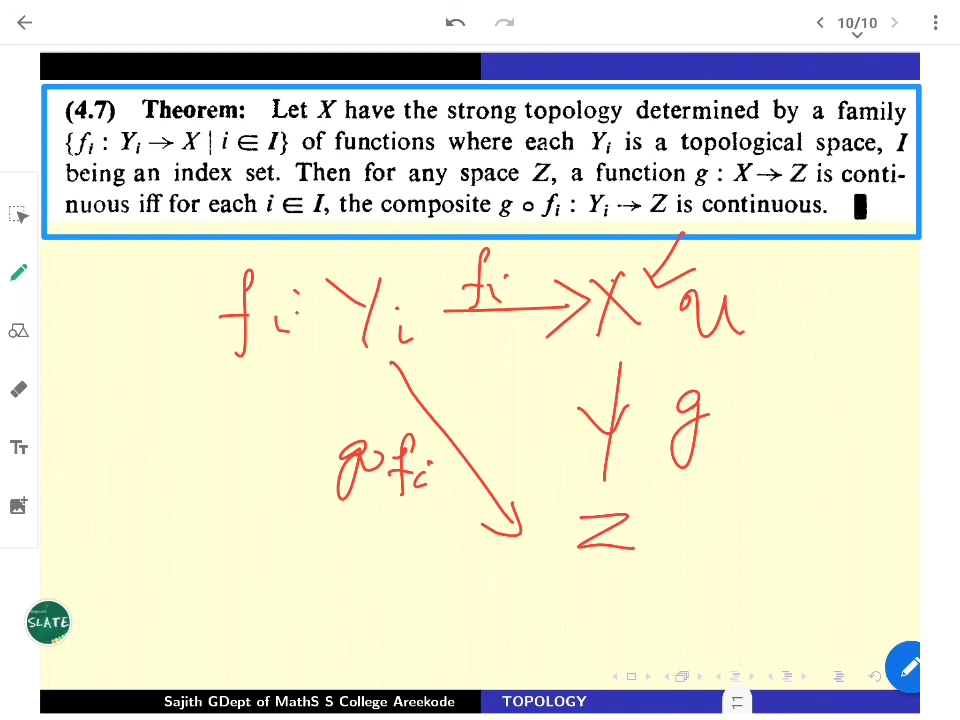 10/10
(4.7) Theorem: Let X have the strong topology determined by a family
{fᵢ : Yᵢ → X | i ∈ I} of functions where each Yᵢ is a topological space, I
being an index set. Then for any space Z, a function g : X → Z is conti-
nuous iff for each i ∈ I, the composite g ∘ fᵢ : Yᵢ → Z is continuous. ▮
fᵢ: Yᵢ fᵢ X 𝒰
g∘fᵢ g
Z
Tт
SLATE
Sajith GDept of MathS S College Areekode TOPOLOGY 11